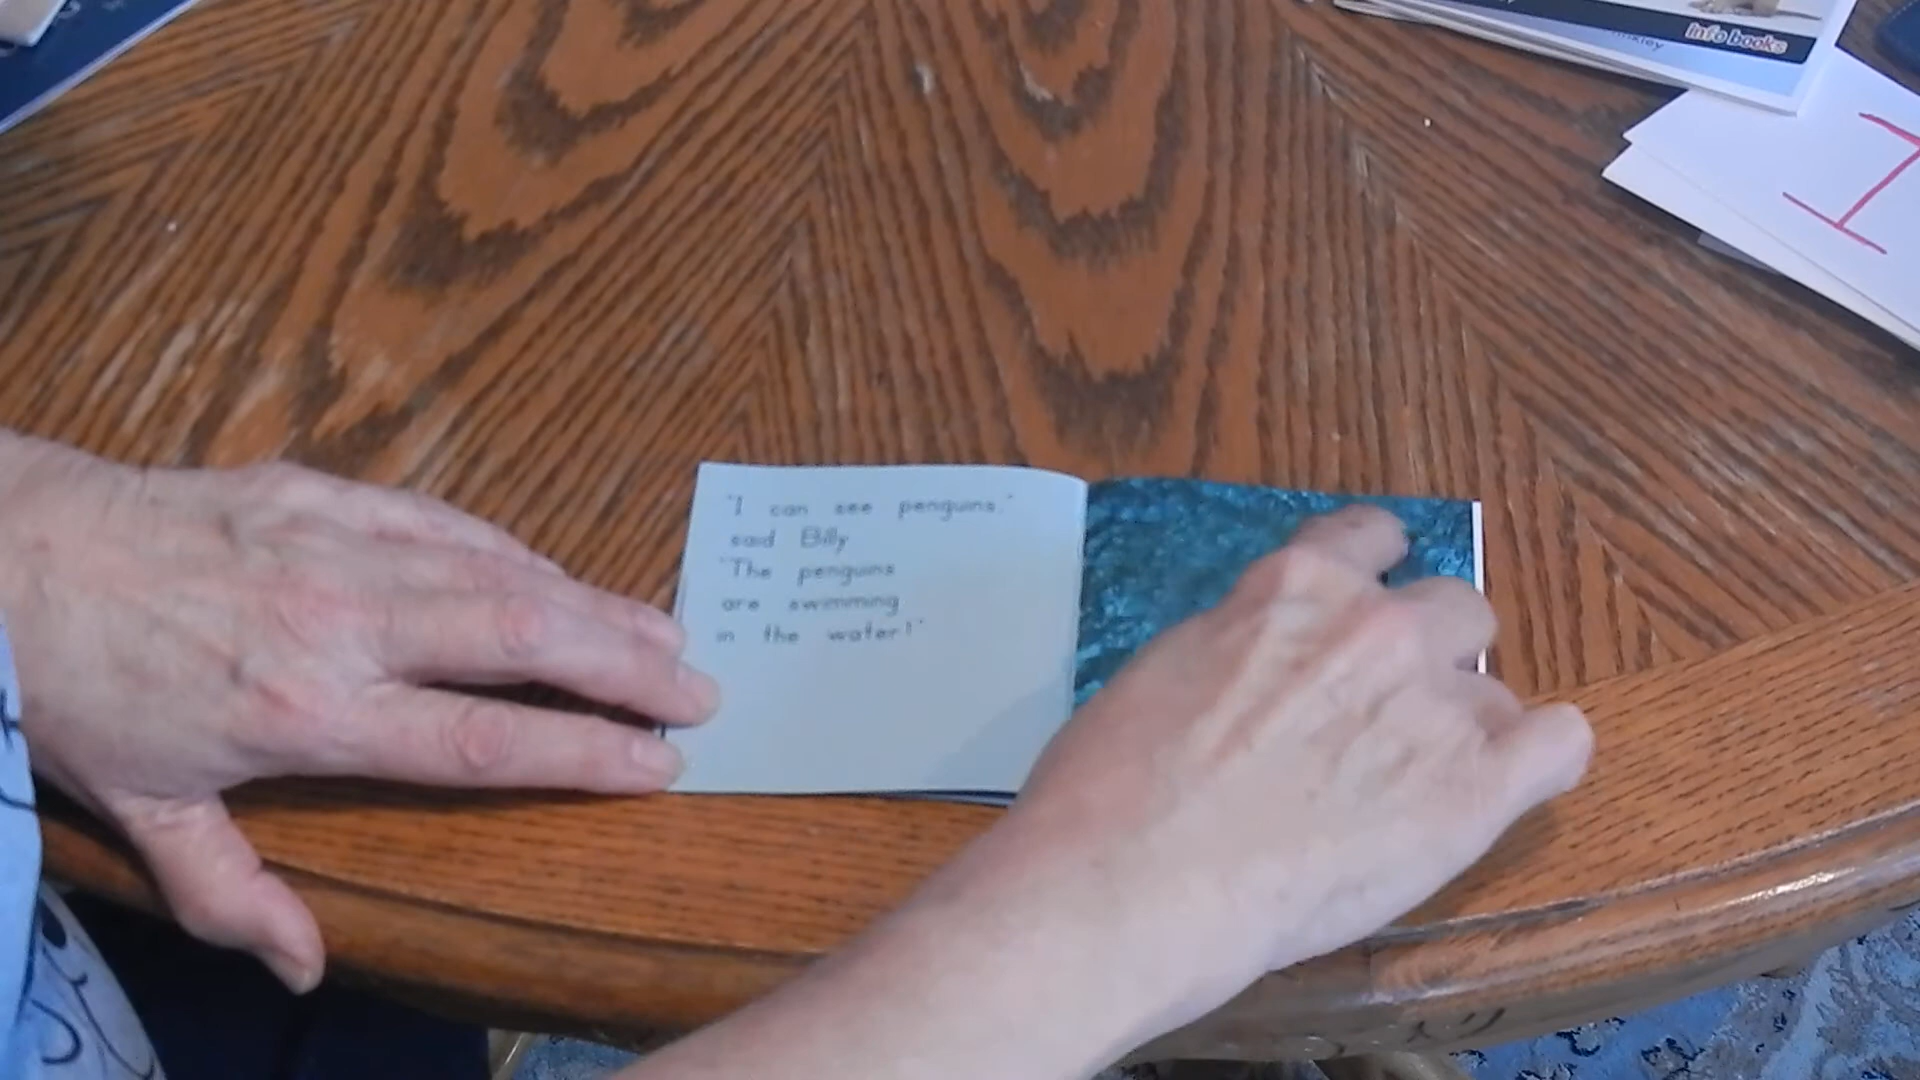 Info books
I
"I can see penguins,"
said Billy.
"The penguins
are swimming
in the water!"